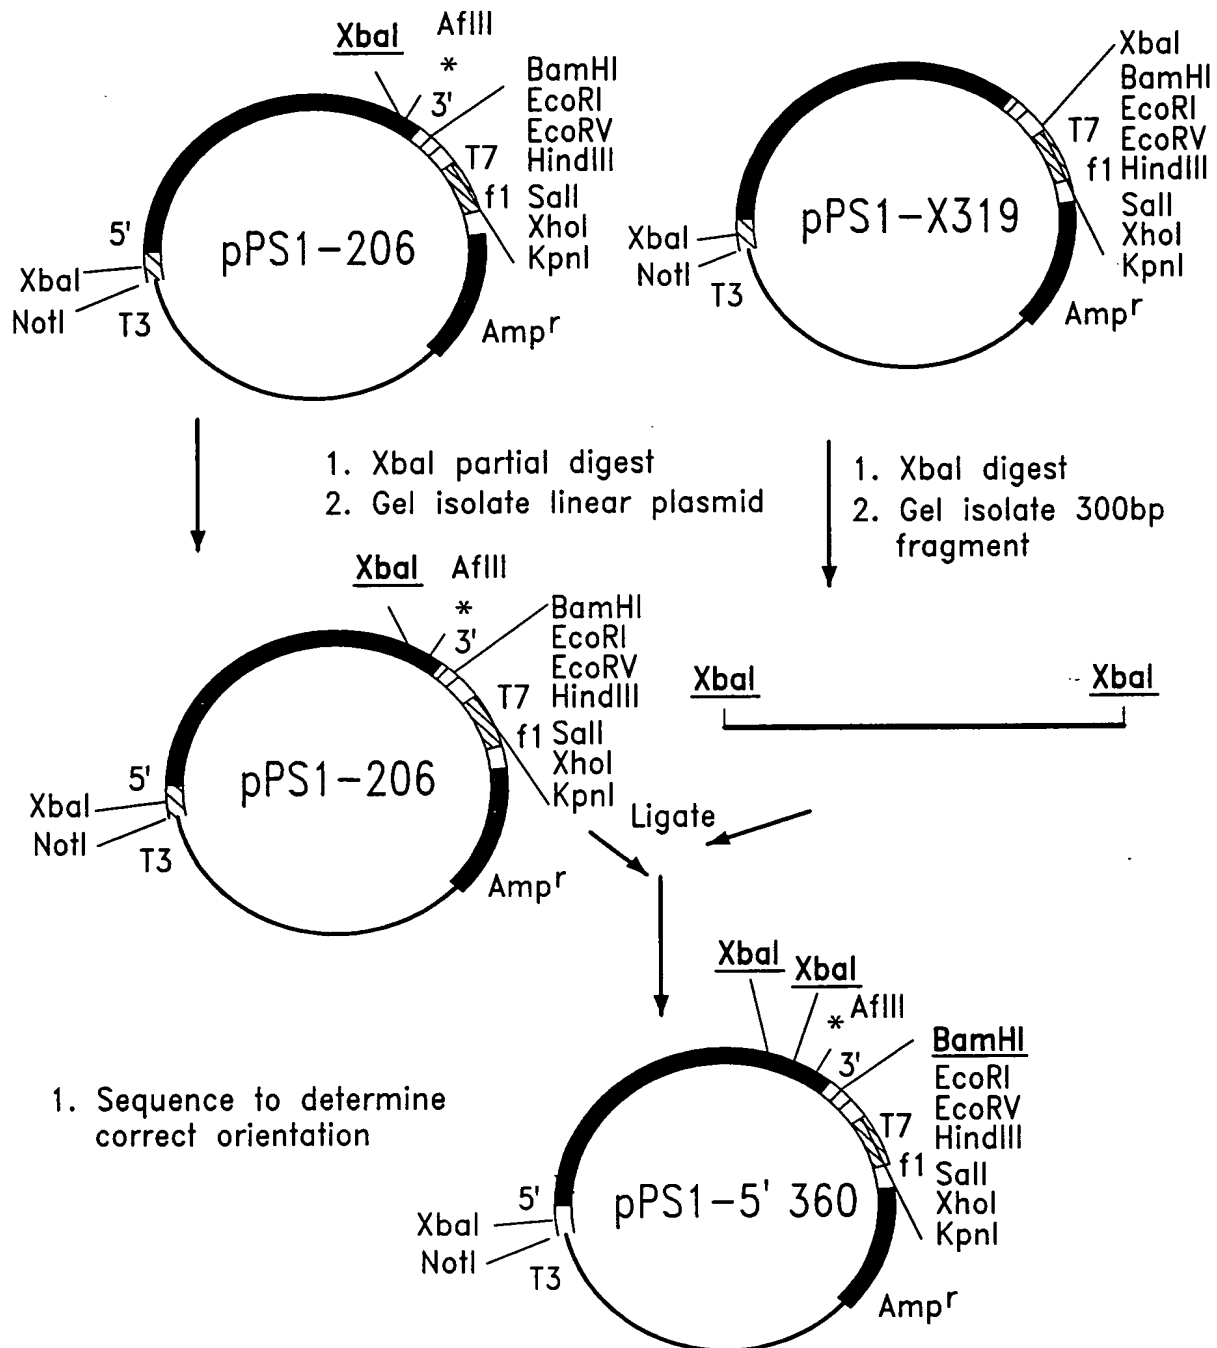 XbaI
AflII
*
3'
BamHI
EcoRI
EcoRV
HindIII
T7
f1
SalI
XhoI
KpnI
5'
XbaI
NotI
T3
pPS1-206
Ampr
XbaI
BamHI
EcoRI
EcoRV
HindIII
T7
f1
SalI
XhoI
KpnI
XbaI
NotI
T3
pPS1-X319
Ampr
1. XbaI partial digest
2. Gel isolate linear plasmid
1. XbaI digest
2. Gel isolate 300bp
fragment
XbaI
AflII
*
3'
BamHI
EcoRI
EcoRV
HindIII
T7
f1
SalI
XhoI
KpnI
5'
XbaI
NotI
T3
pPS1-206
Ampr
XbaI
XbaI
Ligate
XbaI
XbaI
*
AflII
3'
BamHI
EcoRI
EcoRV
HindIII
T7
f1
SalI
XhoI
KpnI
5'
XbaI
NotI
T3
pPS1-5' 360
Ampr
1. Sequence to determine
correct orientation